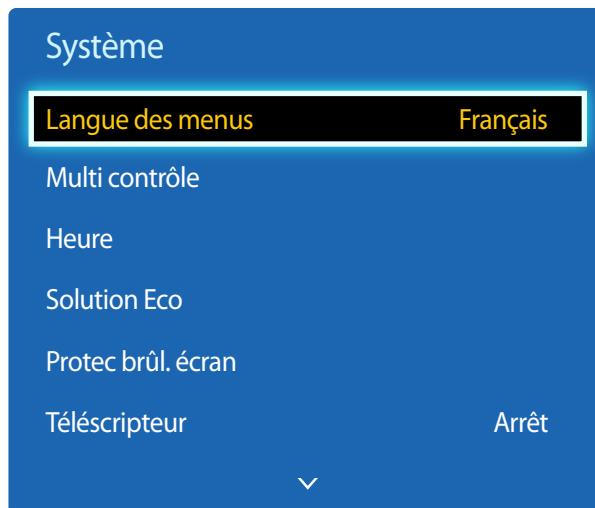 Système
Langue des menus Français
Multi contrôle
Heure
Solution Eco
Protec brûl. écran
Téléscripteur Arrêt